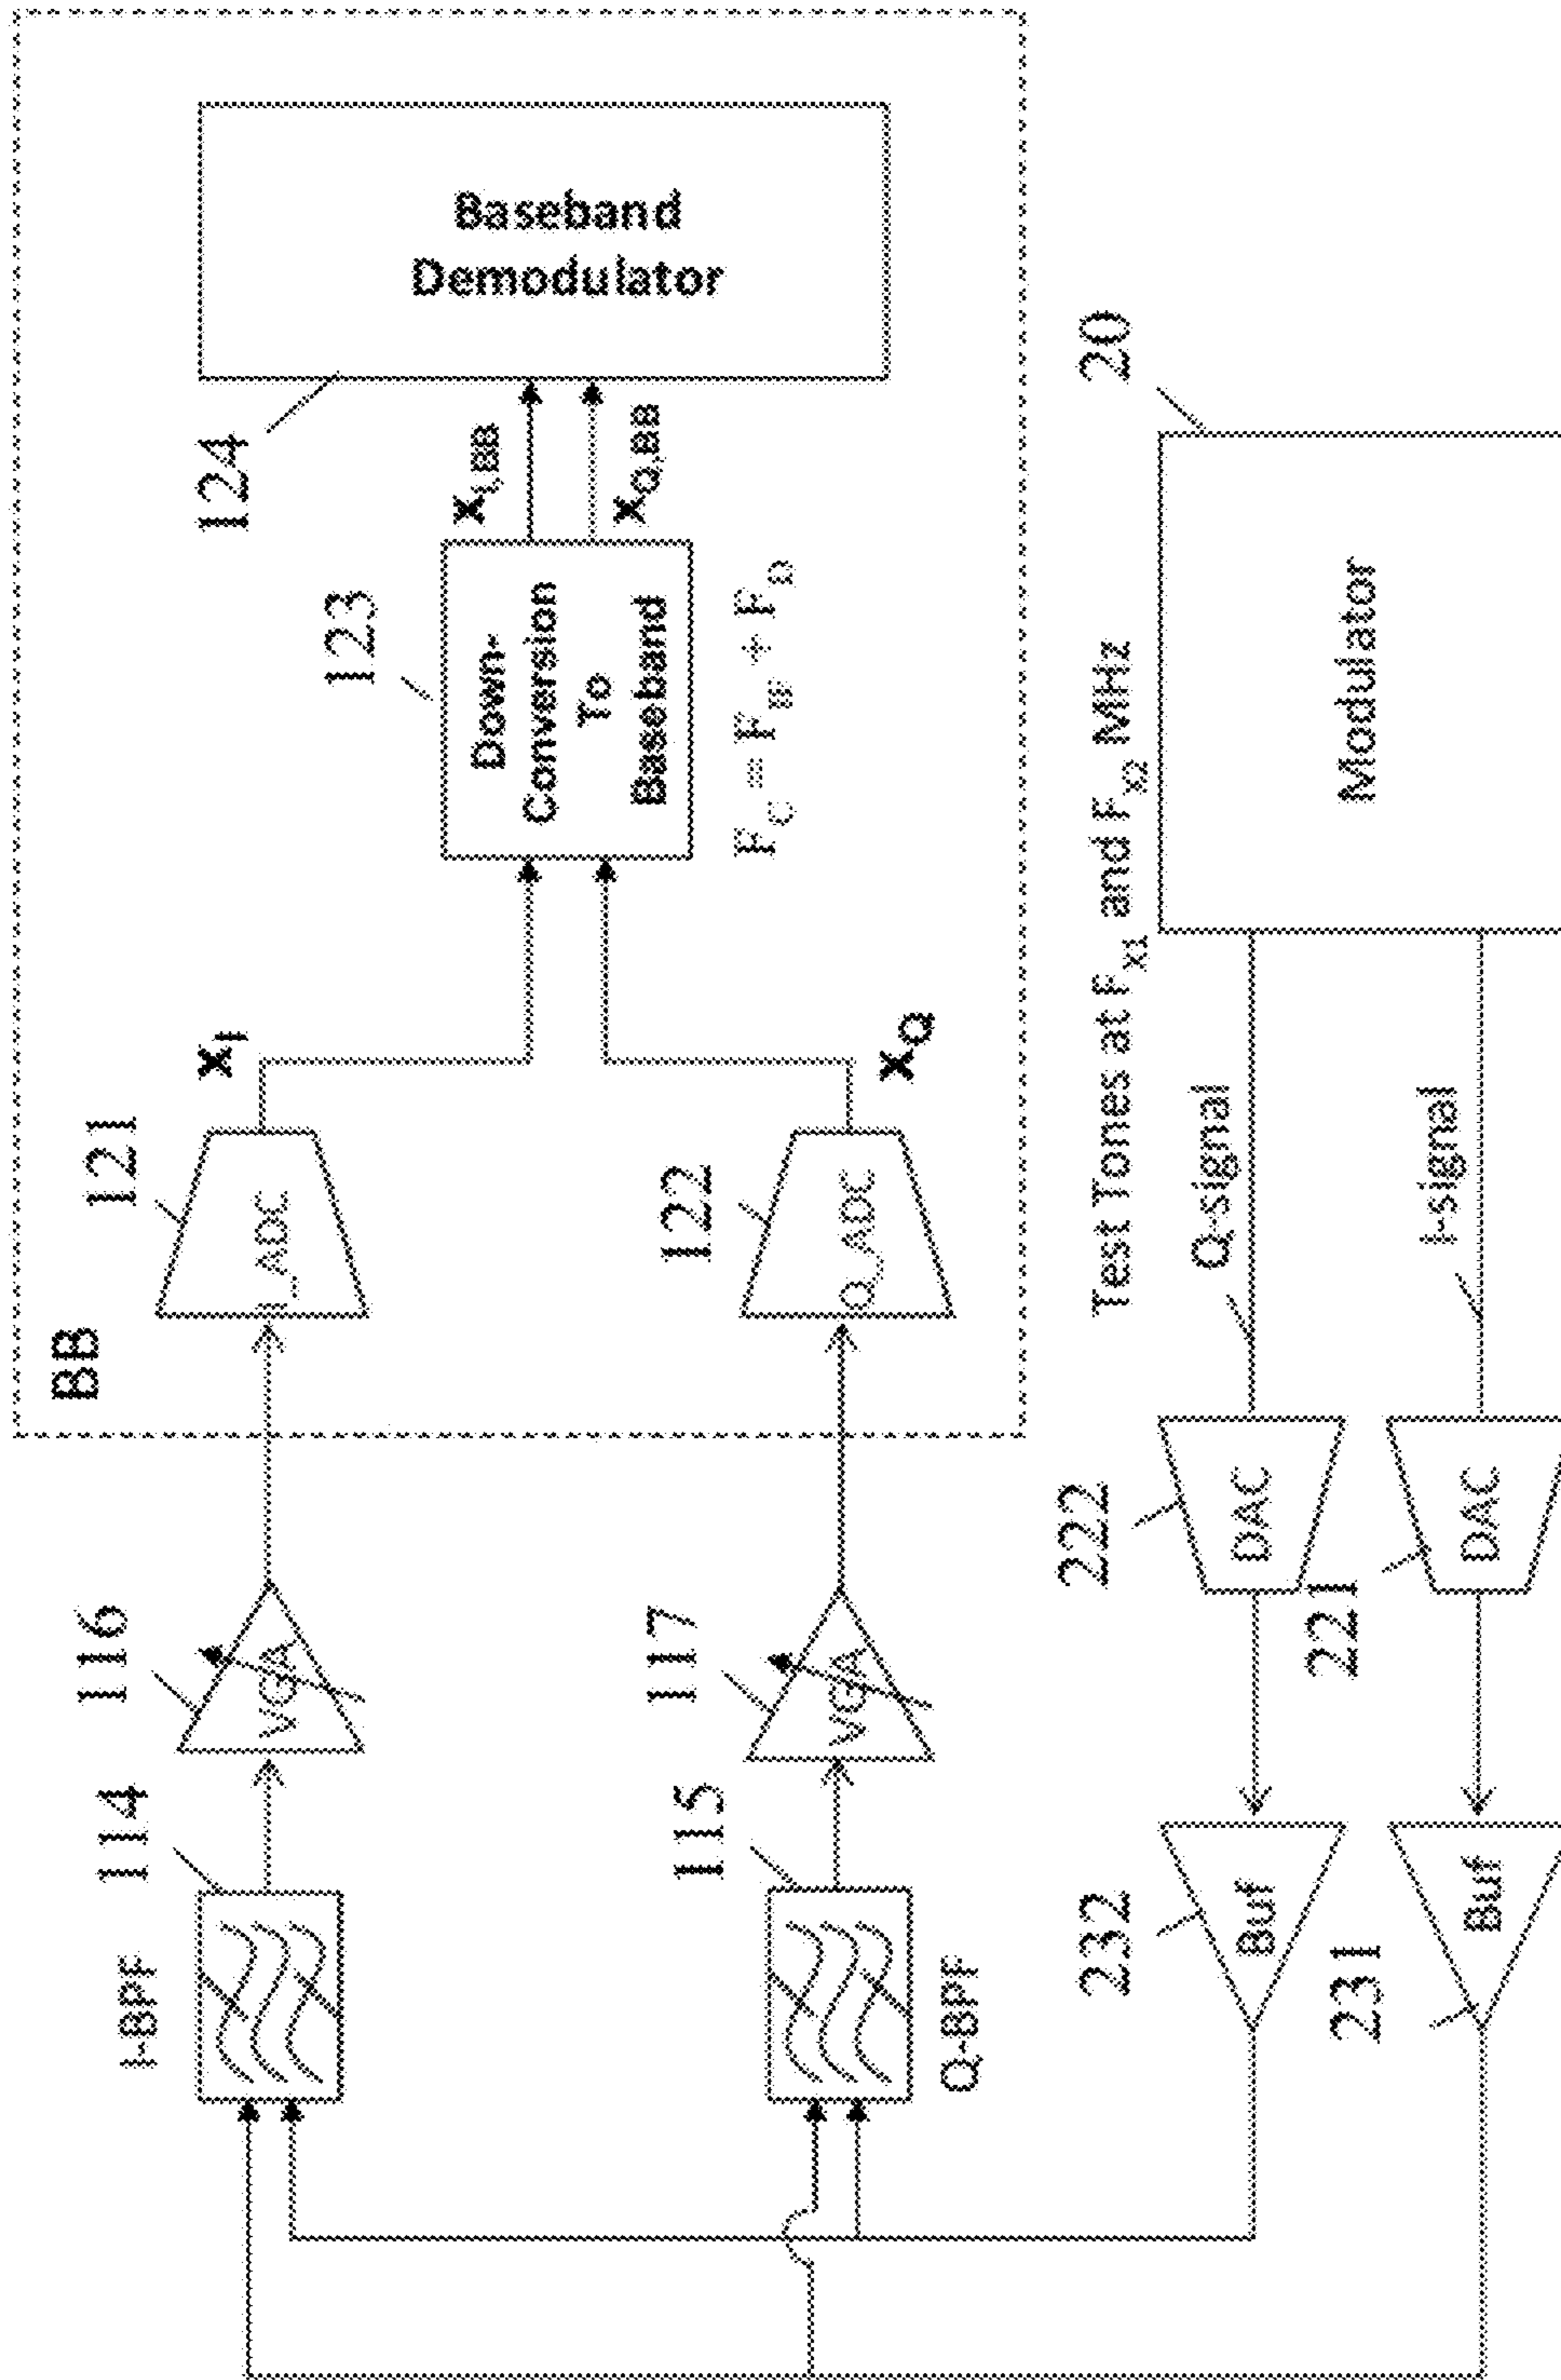 BB
I-BPF
114
116
VGA
121
I_ADC
x_I
124
Baseband
Demodulator
123
Down-
Conversion
To
Baseband
x_I,BB
x_Q,BB
F_C = F_IF + F_D
Q-BPF
115
117
VGA
122
Q_ADC
x_Q
Test Tones at F_x1 and F_x2 MHz
20
Modulator
Q-signal
I-signal
222
DAC
221
DAC
232
Buf
231
Buf